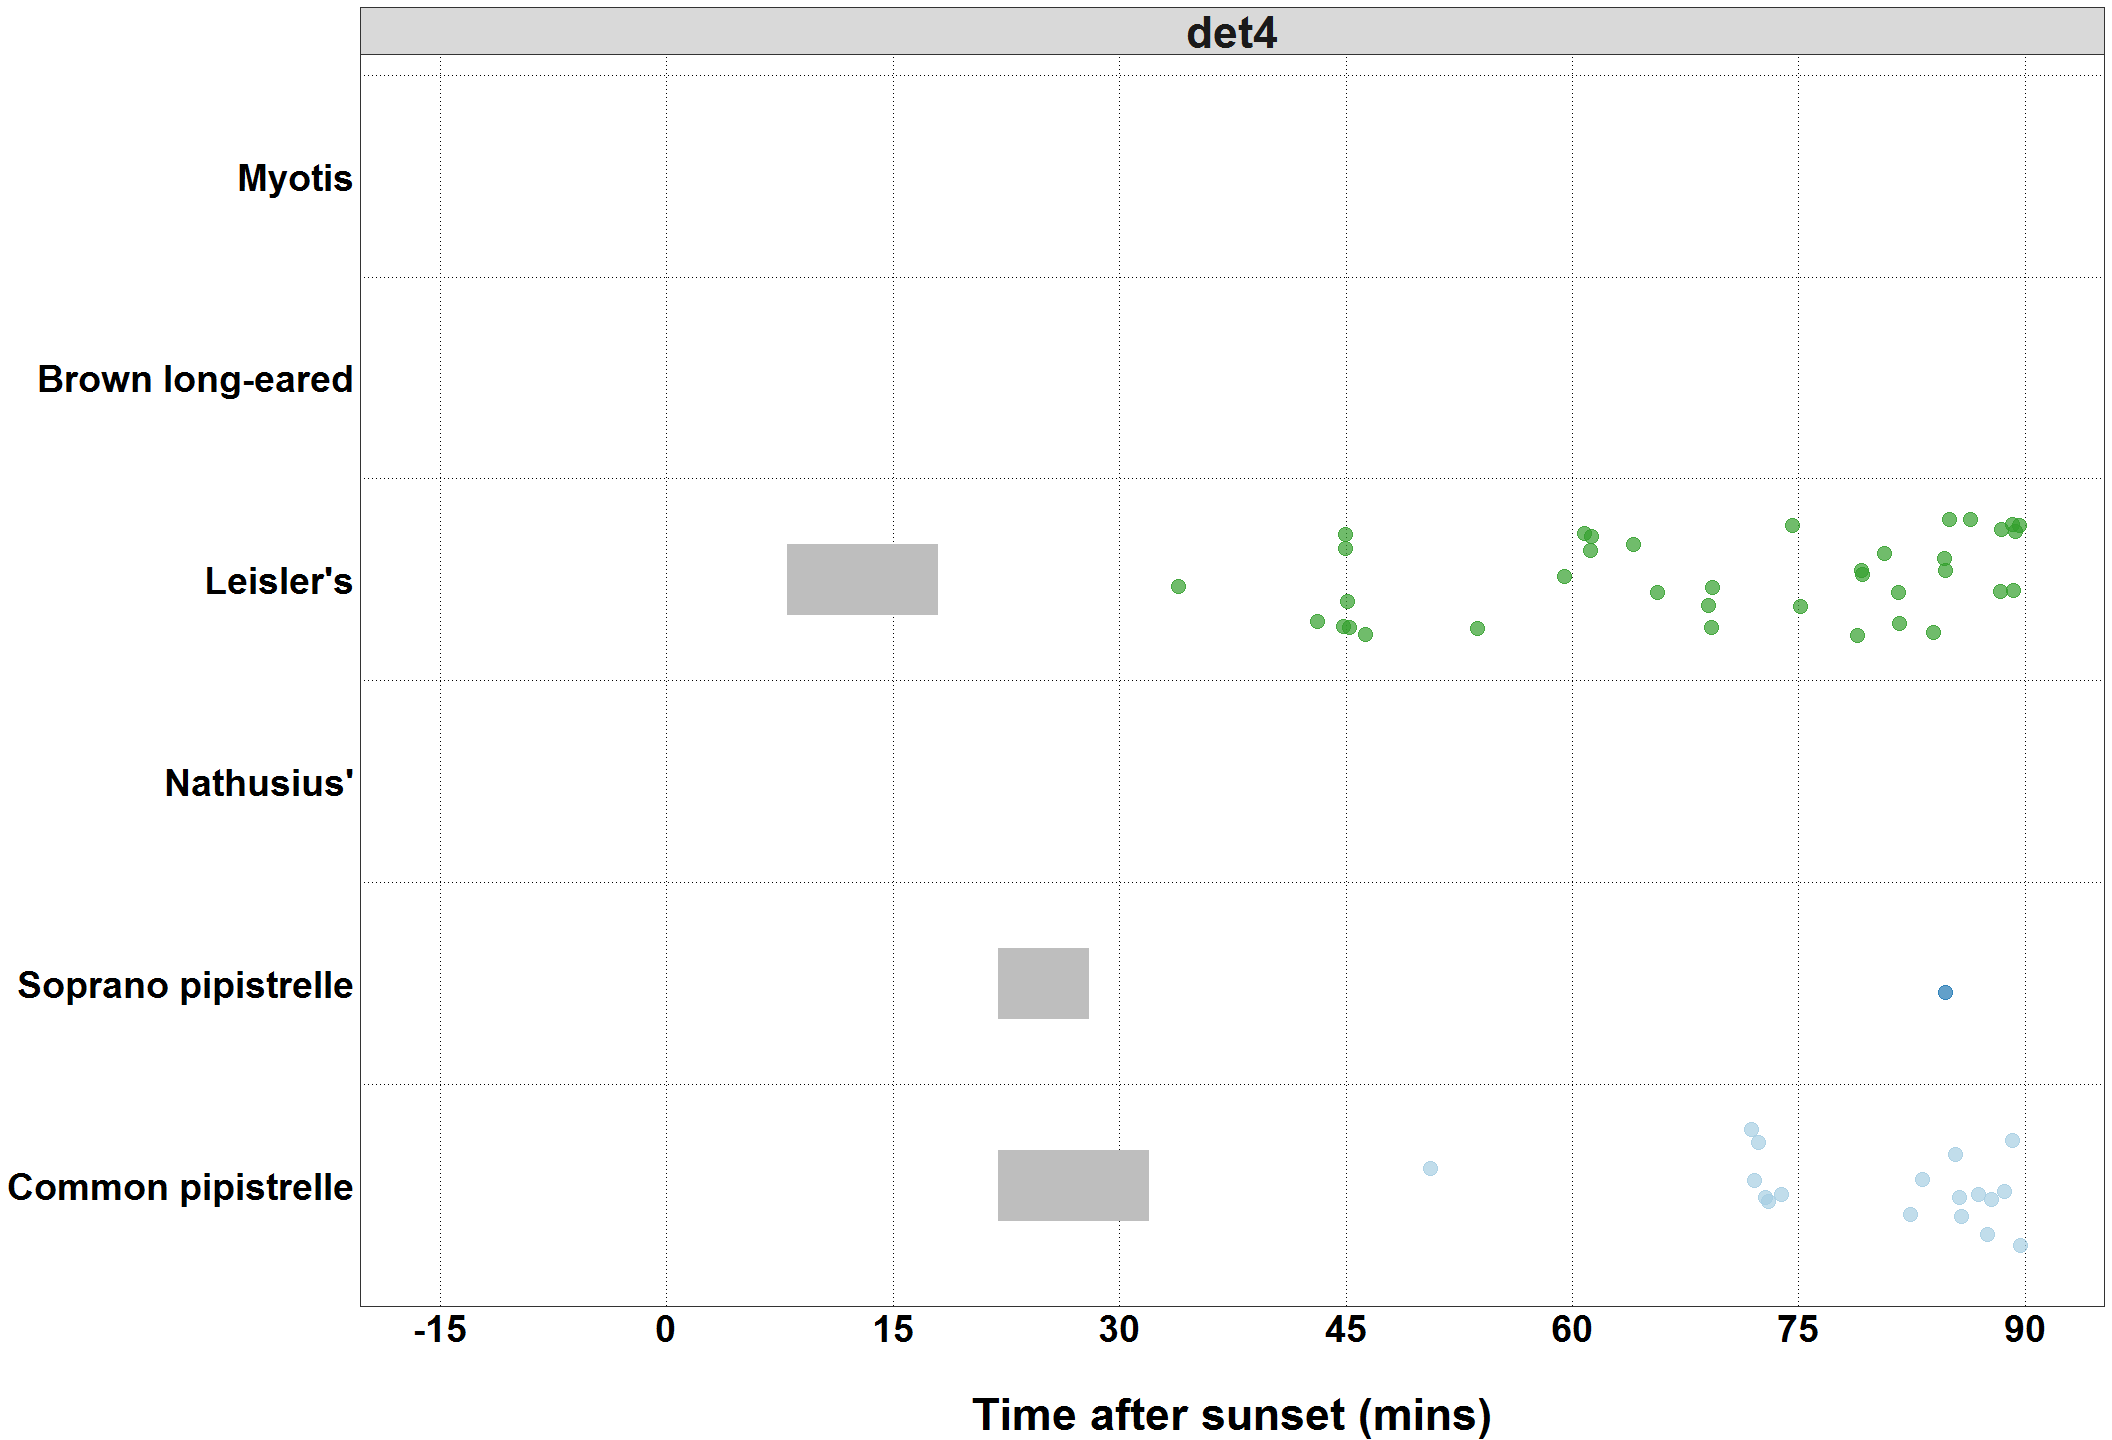 det4
Myotis
Brown long-eared
Leisler's
Nathusius'
Soprano pipistrelle
Common pipistrelle
-15 0 15 30 45 60 75 90
Time after sunset (mins)